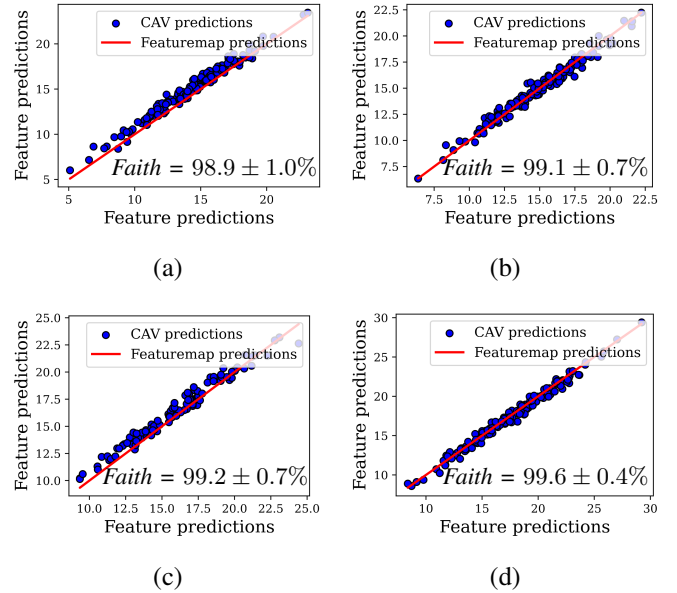 CAV predictions
Featuremap predictions
Feature predictions
20
15
10
5
Faith = 98.9 ± 1.0%
5 10 15 20
Feature predictions
(a)
CAV predictions
Featuremap predictions
Feature predictions
22.5
20.0
17.5
15.0
12.5
10.0
7.5
Faith = 99.1 ± 0.7%
7.5 10.0 12.5 15.0 17.5 20.0 22.5
Feature predictions
(b)
CAV predictions
Featuremap predictions
Feature predictions
25.0
22.5
20.0
17.5
15.0
12.5
10.0
Faith = 99.2 ± 0.7%
10.0 12.5 15.0 17.5 20.0 22.5 25.0
Feature predictions
(c)
CAV predictions
Featuremap predictions
Feature predictions
30
25
20
15
10
Faith = 99.6 ± 0.4%
10 15 20 25 30
Feature predictions
(d)